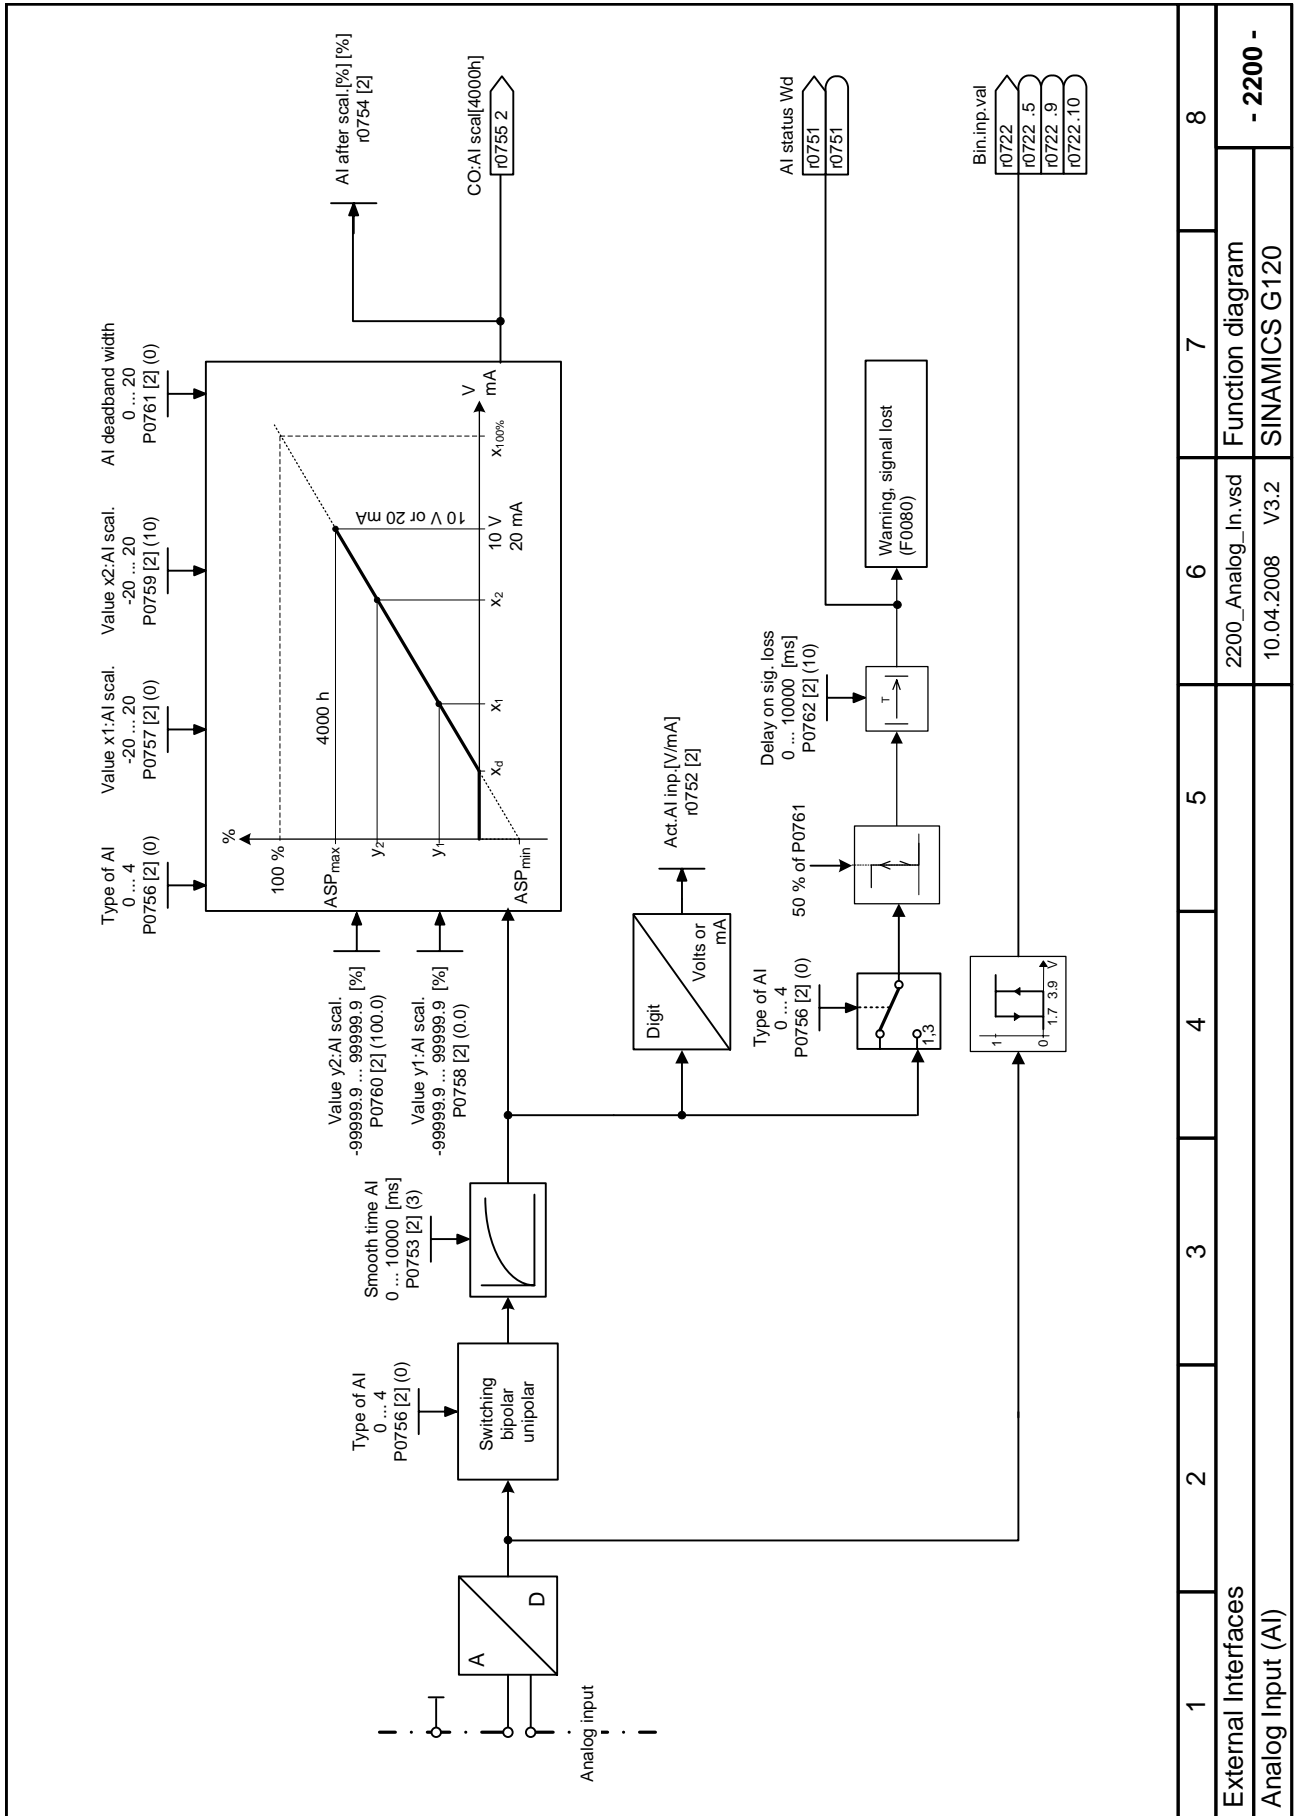 Analog input
A
D
Type of AI
0 ... 4
P0756 [2] (0)
Switching
bipolar
unipolar
Smooth time AI
0 ... 10000 [ms]
P0753 [2] (3)
Value y2:AI scal.
-99999.9 ... 99999.9 [%]
P0760 [2] (100.0)
Value y1:AI scal.
-99999.9 ... 99999.9 [%]
P0758 [2] (0.0)
Type of AI
0 ... 4
P0756 [2] (0)
Value x1:AI scal.
-20 ... 20
P0757 [2] (0)
Value x2:AI scal.
-20 ... 20
P0759 [2] (10)
AI deadband width
0 ... 20
P0761 [2] (0)
%
100 %
ASPmax
y2
y1
ASPmin
4000 h
10 V or 20 mA
xd
x1
x2
10 V
20 mA
x100%
V
mA
AI after scal.[%] [%]
r0754 [2]
CO:AI scal[4000h]
r0755 2
Digit
Volts or
mA
Act.AI inp.[V/mA]
r0752 [2]
Type of AI
0 ... 4
P0756 [2] (0)
1,3
50 % of P0761
Delay on sig. loss
0 ... 10000 [ms]
P0762 [2] (10)
T
Warning, signal lost
(F0080)
AI status Wd
r0751
r0751
1
0
1.7 3.9 V
Bin.inp.val
r0722
r0722 .5
r0722 .9
r0722 .10
1 2 3 4 5 6 7 8
External Interfaces
2200_Analog_In.vsd
Function diagram
- 2200 -
Analog Input (AI)
10.04.2008 V3.2
SINAMICS G120